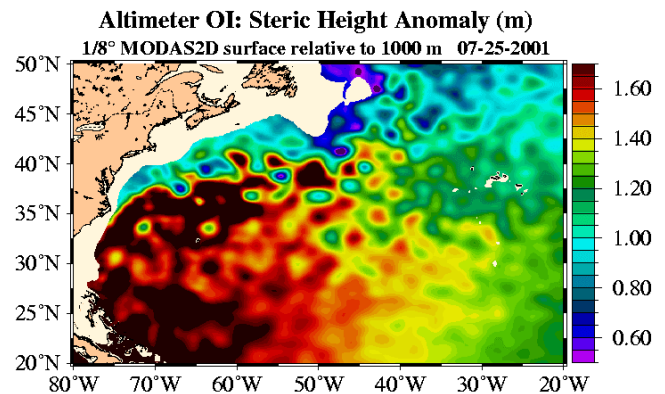 Altimeter OI: Steric Height Anomaly (m)
1/8° MODAS2D surface relative to 1000 m 07-25-2001
50°N
45°N
40°N
35°N
30°N
25°N
20°N
80°W 70°W 60°W 50°W 40°W 30°W 20°W
1.60
1.40
1.20
1.00
0.80
0.60